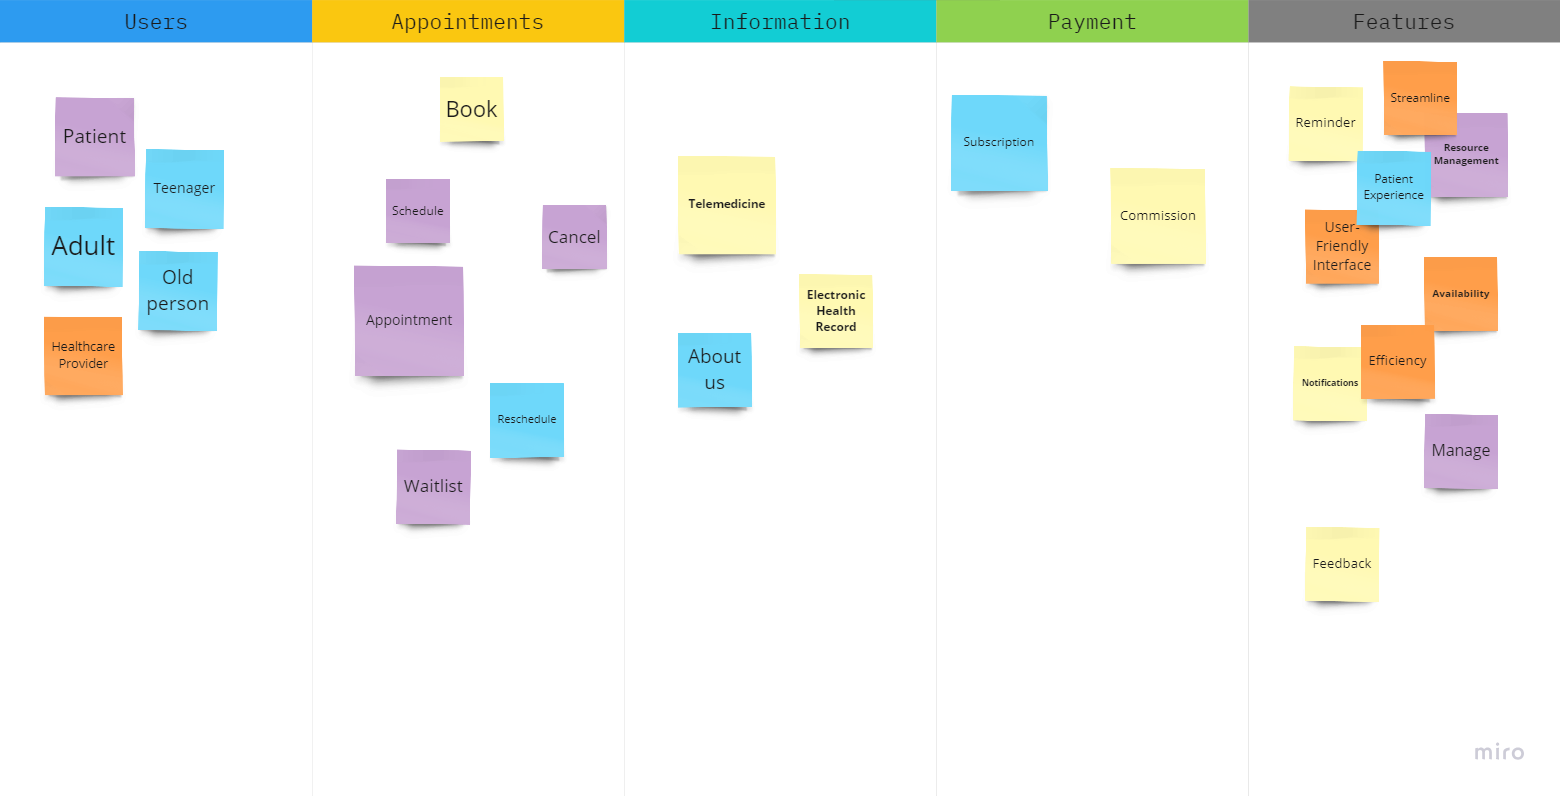 Users
Appointments
Information
Payment
Features
Patient
Teenager
Adult
Old
person
Healthcare
Provider
Book
Schedule
Cancel
Appointment
Reschedule
Waitlist
Telemedicine
Electronic
Health
Record
About
us
Subscription
Commission
Streamline
Reminder
Resource
Management
Patient
Experience
User-
Friendly
Interface
Availability
Efficiency
Notifications
Manage
Feedback
miro